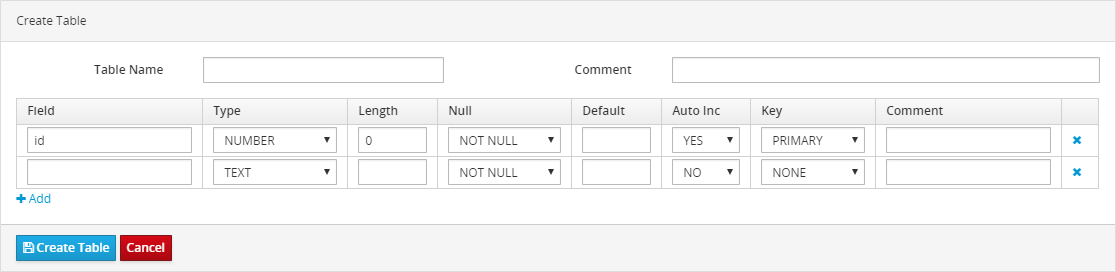 Create Table
Table Name Comment
Field Type Length Null Default Auto Inc Key Comment
id NUMBER 0 NOT NULL YES PRIMARY
TEXT NOT NULL NO NONE
Add
Create Table Cancel